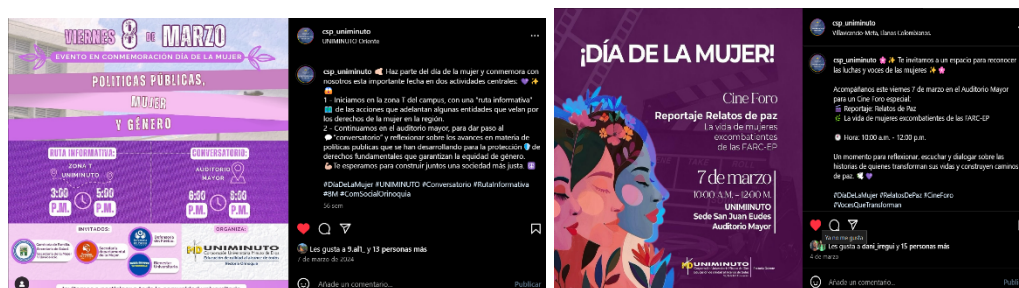 VIERNES 8 DE MARZO
EVENTO EN CONMEMORACIÓN DÍA DE LA MUJER
POLÍTICAS PÚBLICAS,
MUJER
Y GÉNERO
RUTA INFORMATIVA:
ZONA T
UNIMINUTO
3:00 P.M.
5:00 P.M.
CONVERSATORIO:
AUDITORIO
MAYOR
6:00 P.M.
8:00 P.M.
INVITADOS:
ORGANIZA:
UNIMINUTO
Corporación Universitaria Minuto de Dios
csp_uniminuto
UNIMINUTO Oriente
csp_uniminuto 📢 Haz parte del día de la mujer y conmemora con
nosotros esta importante fecha en dos actividades centrales. 💜 ✨
1 - Iniciamos en la zona T del campus, con una "ruta informativa"
de las acciones que adelantan algunas entidades que velan por
los derechos de la mujer en la región.
2 - Continuamos en el auditorio mayor, para dar paso al
💬 "conversatorio" y reflexionar sobre los avances en materia de
políticas publicas que se han desarrollando para la protección de
derechos fundamentales que garantizan la equidad de género.
💪 Te esperamos para construir juntos una sociedad más justa.
#DíaDeLaMujer #UNIMINUTO #Conversatorio #RutaInformativa
#8M #ComSocialOrinoquia
56 sem
Les gusta a 9.al1_ y 13 personas más
7 de marzo de 2024
Añade un comentario...
Publicar
¡DÍA DE LA MUJER!
Cine Foro
Reportaje Relatos de paz
La vida de mujeres
excombatientes
de las FARC-EP
7 de marzo
10:00 A.M. - 12:00 M.
UNIMIINUTO
Sede San Juan Eudes
Auditorio Mayor
UNIMINUTO
csp_uniminuto
Villavicencio-Meta, Llanos Colombianos.
csp_uniminuto 🌸 ✨ Te invitamos a un espacio para reconocer
las luchas y voces de las mujeres ✨ 🌸
Acompáñanos este viernes 7 de marzo en el Auditorio Mayor
para un Cine Foro especial:
Reportaje: Relatos de Paz
La vida de mujeres excombatientes de las FARC-EP
Hora: 10:00 a.m. - 12:00 p.m.
Un momento para reflexionar, escuchar y dialogar sobre las
historias de quienes transforman sus vidas y construyen caminos
de paz. 🕊 💜
#DíaDeLaMujer #RelatosDePaz #CineForo
#VocesQueTransforman
Ya no me gusta
Les gusta a dani_irregui y 15 personas más
4 de marzo
Añade un comentario...
Publi